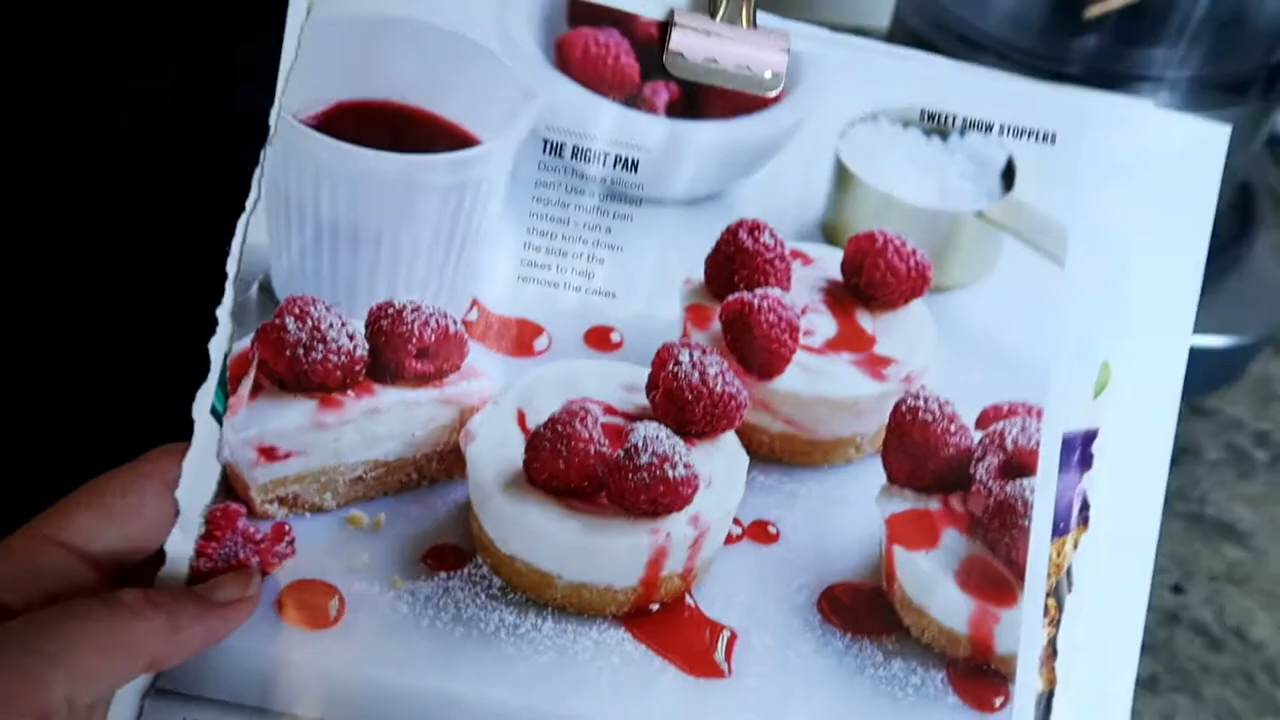 SWEET SHOW STOPPERS
THE RIGHT PAN
Don't have a silicon
pan? Use a greased
regular muffin pan
instead – run a
sharp knife down
the side of the
cakes to help
remove the cakes.